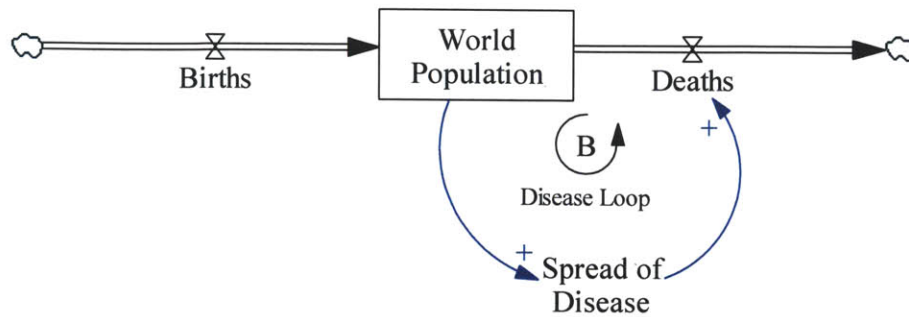 World
Population
Births
Deaths
+
B
Disease Loop
+
Spread of
Disease